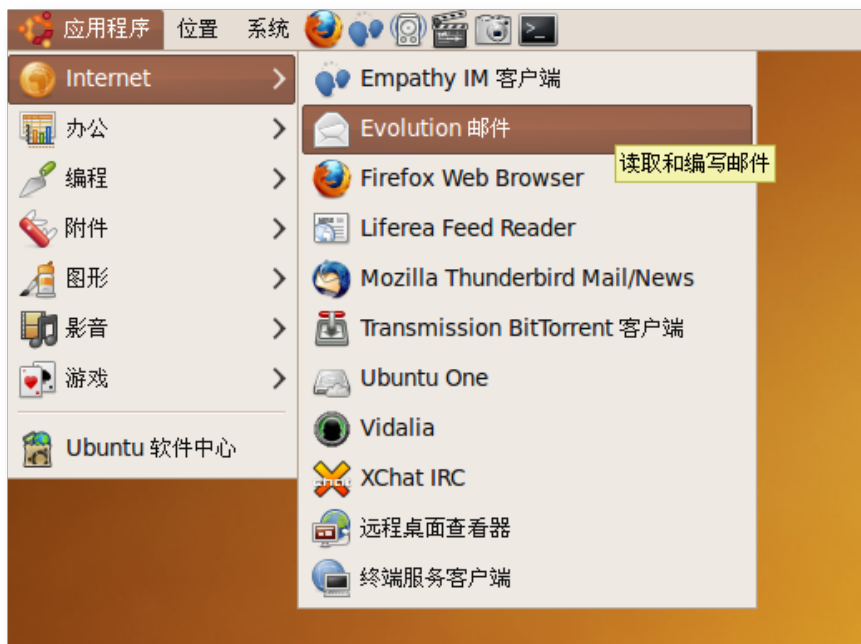 应用程序 位置 系统
Internet
办公
编程
附件
图形
影音
游戏
Ubuntu 软件中心
Empathy IM 客户端
Evolution 邮件
读取和编写邮件
Firefox Web Browser
Liferea Feed Reader
Mozilla Thunderbird Mail/News
Transmission BitTorrent 客户端
Ubuntu One
Vidalia
XChat IRC
远程桌面查看器
终端服务客户端